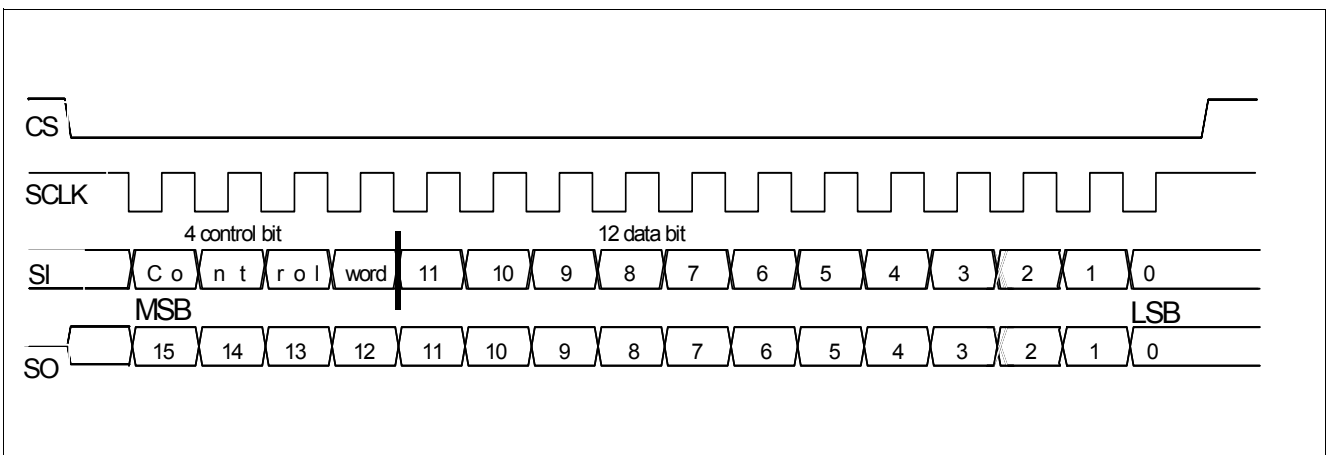 CS
SCLK
4 control bit 12 data bit
SI C o n t r o l word 11 10 9 8 7 6 5 4 3 2 1 0
MSB LSB
SO 15 14 13 12 11 10 9 8 7 6 5 4 3 2 1 0